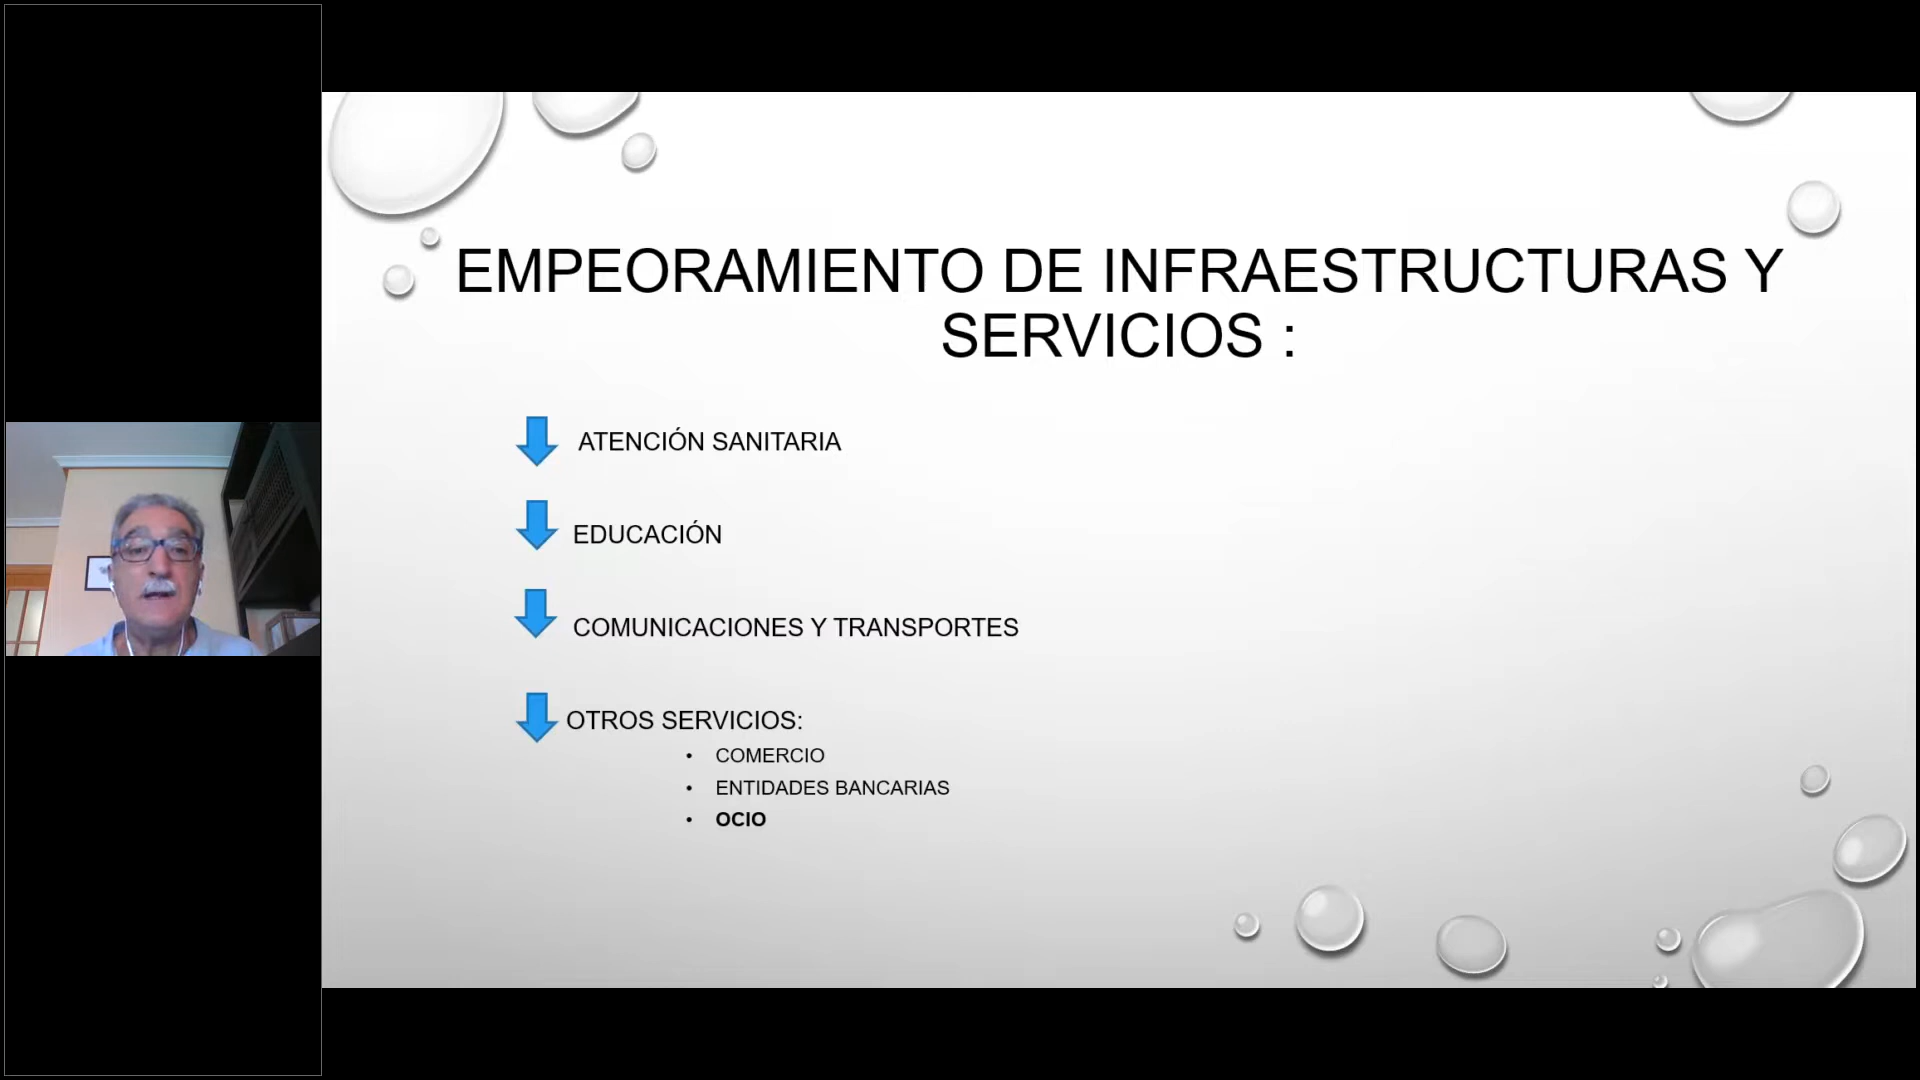 EMPEORAMIENTO DE INFRAESTRUCTURAS Y
SERVICIOS :
ATENCIÓN SANITARIA
EDUCACIÓN
COMUNICACIONES Y TRANSPORTES
OTROS SERVICIOS:
• COMERCIO
• ENTIDADES BANCARIAS
• OCIO